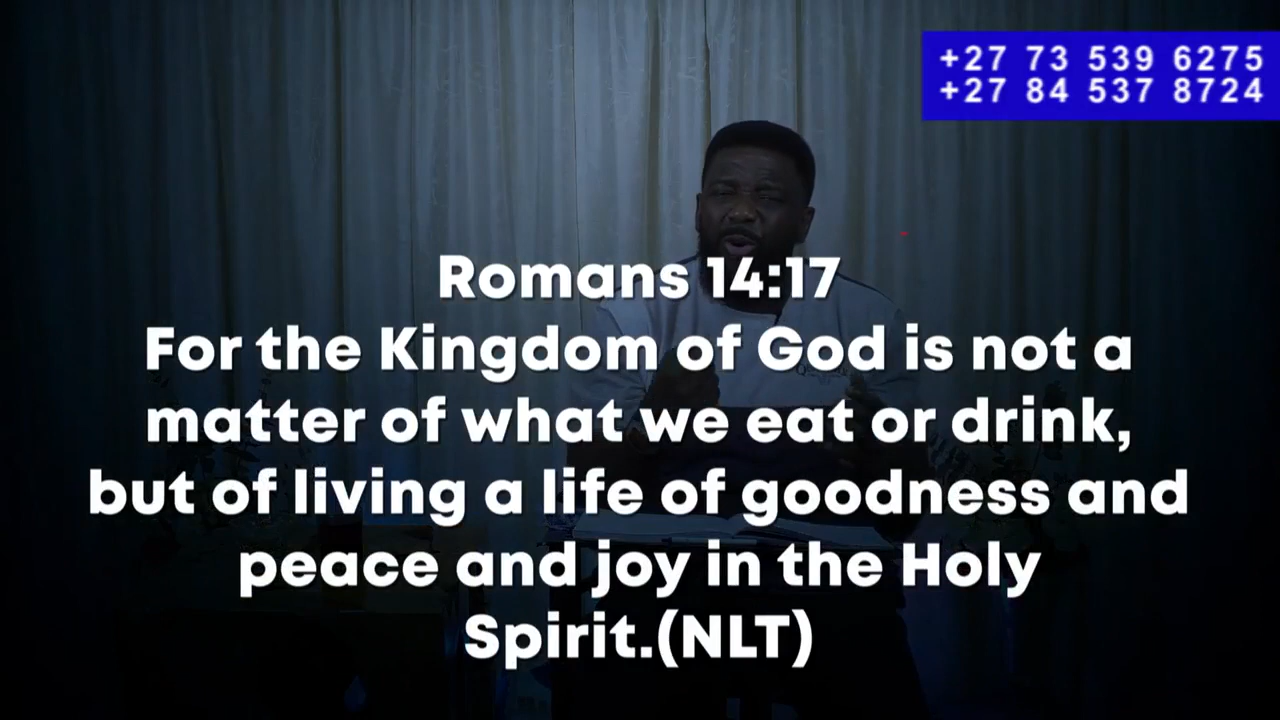 +27 73 539 6275
+27 84 537 8724
Romans 14:17
For the Kingdom of God is not a
matter of what we eat or drink,
but of living a life of goodness and
peace and joy in the Holy
Spirit.(NLT)